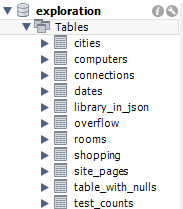 exploration
Tables
cities
computers
connections
dates
library_in_json
overflow
rooms
shopping
site_pages
table_with_nulls
test_counts